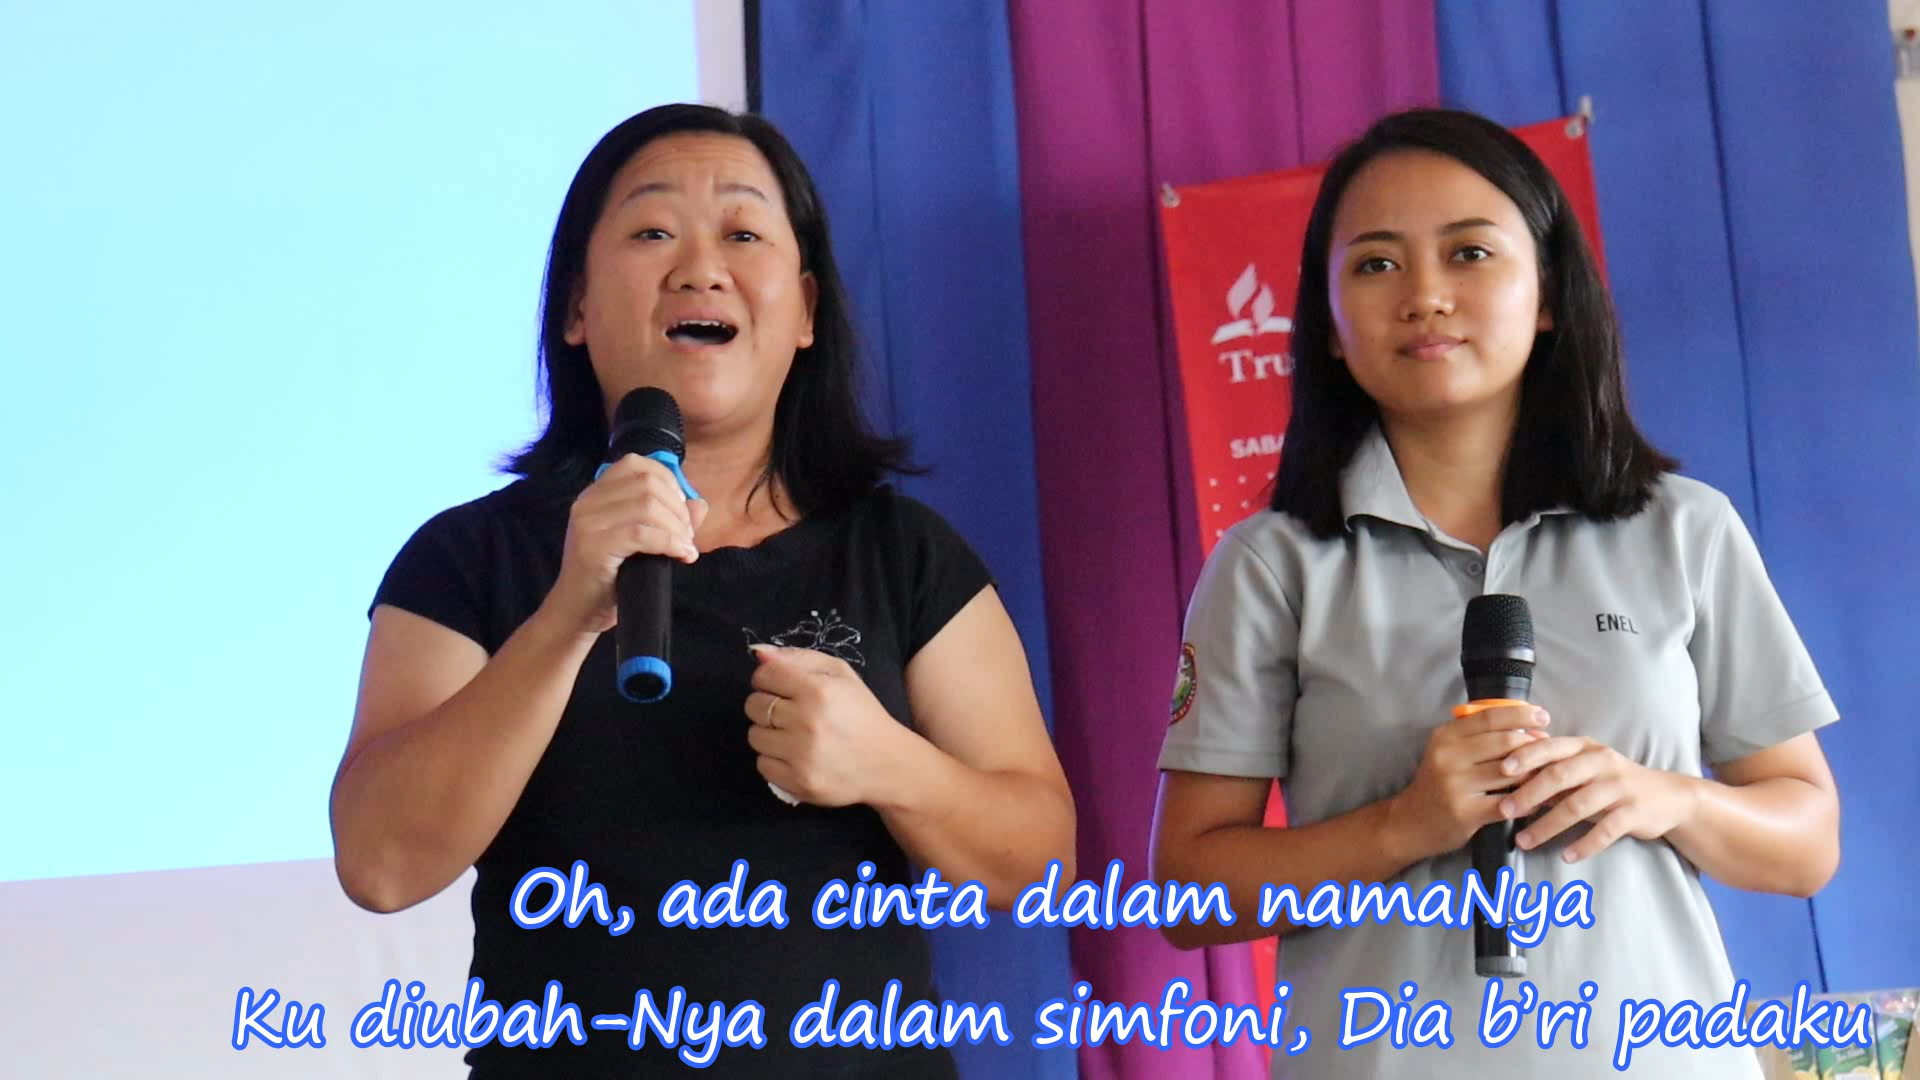 Tru
SABA
ENEL
Oh, ada cinta dalam namaNya
Ku diubah-Nya dalam simfoni, Dia b'ri padaku